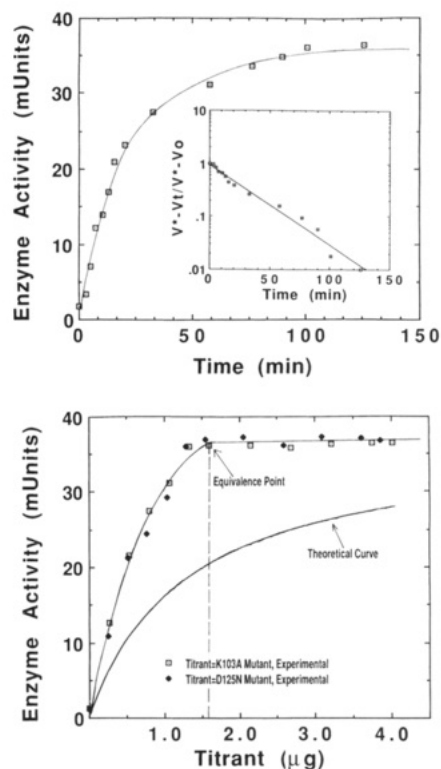 Enzyme Activity (mUnits)
40
30
20
10
0
0
50
100
150
Time (min)
V*-Vt/V*-Vo
10
1
.1
.01
0
50
100
150
Time (min)
Enzyme Activity (mUnits)
40
30
20
10
0
1.0
2.0
3.0
4.0
Titrant (μg)
Equivalence Point
Theoretical Curve
Titrant=K103A Mutant, Experimental
Titrant=D125N Mutant, Experimental